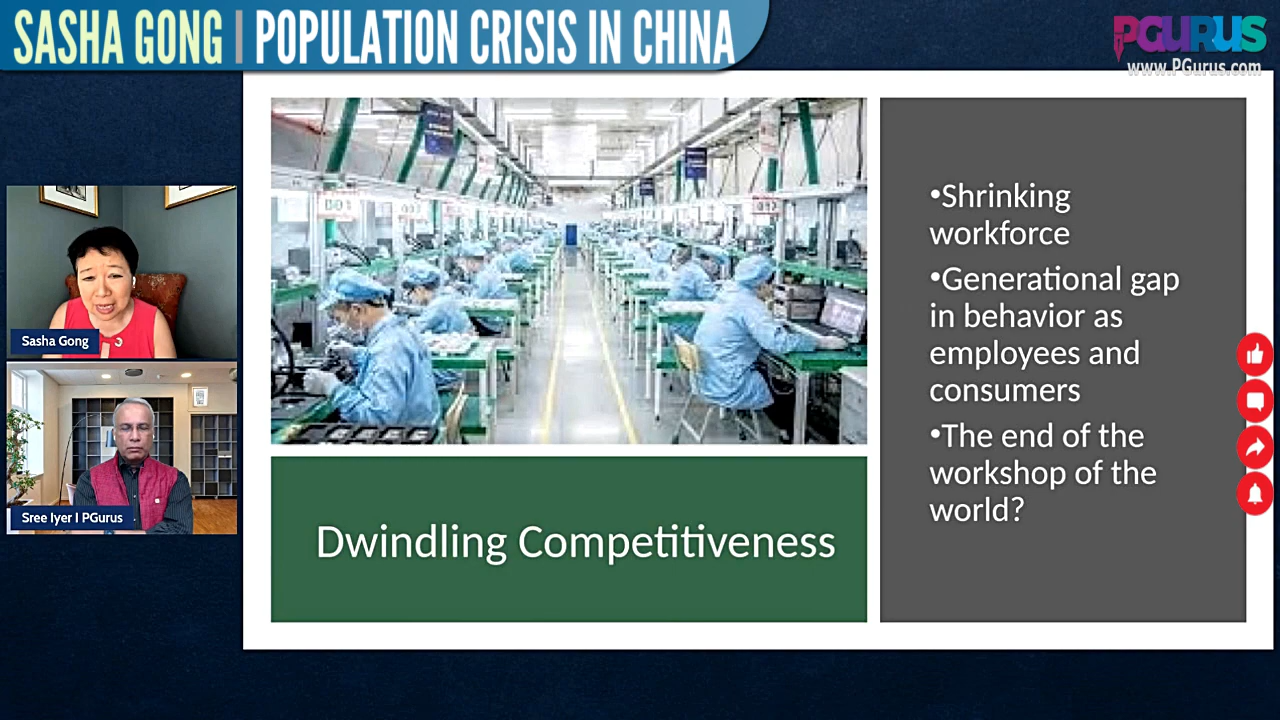 SASHA GONG | POPULATION CRISIS IN CHINA
PGURUS
www.PGurus.com
Sasha Gong
Sree Iyer I PGurus
Dwindling Competitiveness
•Shrinking
workforce
•Generational gap
in behavior as
employees and
consumers
•The end of the
workshop of the
world?